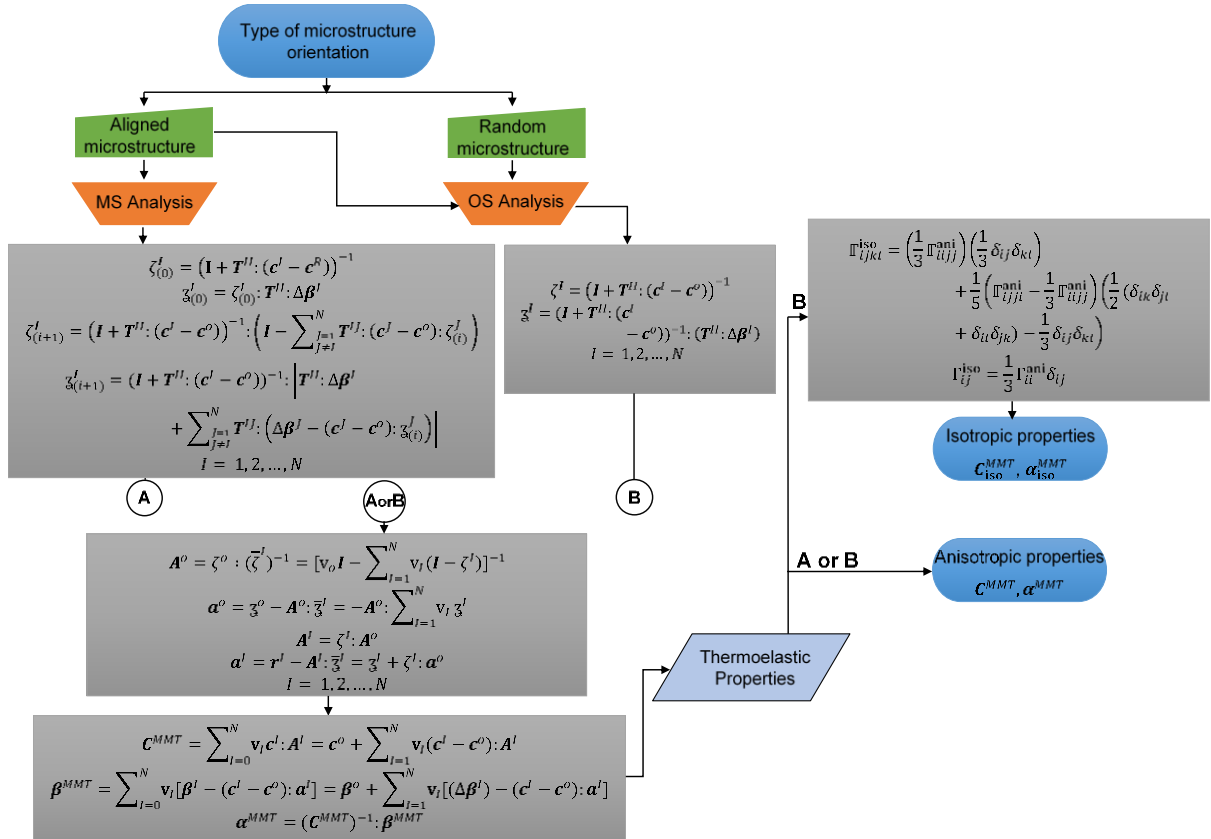 Type of microstructure
orientation
Aligned
microstructure
Random
microstructure
MS Analysis
OS Analysis
ζ^I_(0) = (I + T^II: (c^I − c^R))^−1
ʓ^I_(0) = ζ^I_(0): T^II: Δβ^I
ζ^I_(i+1) = (I + T^II: (c^I − c^o))^−1: (I − ∑^N_{J=1 J≠I} T^IJ: (c^J − c^o): ζ^J_(i))
ʓ^I_(i+1) = (I + T^II: (c^I − c^o))^−1: |T^II: Δβ^I
+ ∑^N_{J=1 J≠I} T^IJ: (Δβ^J − (c^J − c^o): ʓ^J_(i))|
I = 1,2, …, N
ζ^I = (I + T^II: (c^I − c^o))^−1
ʓ^I = (I + T^II: (c^I
− c^o))^−1: (T^II: Δβ^I)
I = 1,2, …, N
A
AorB
B
A^o = ζ^o : (ζ̅^I)^−1 = [v_o I − ∑^N_{I=1} v_I (I − ζ^I)]^−1
a^o = ʓ^o − A^o: ʓ̅^I = −A^o: ∑^N_{I=1} v_I ʓ^I
A^I = ζ^I: A^o
a^I = r^I − A^I: ʓ̅^I = ʓ^I + ζ^I: a^o
I = 1,2, …, N
C^MMT = ∑^N_{I=0} v_I c^I: A^I = c^o + ∑^N_{I=1} v_I (c^I − c^o): A^I
β^MMT = ∑^N_{I=0} v_I [β^I − (c^I − c^o): a^I] = β^o + ∑^N_{I=1} v_I [(Δβ^I) − (c^I − c^o): a^I]
α^MMT = (C^MMT)^−1: β^MMT
Thermoelastic
Properties
B
A or B
𝕋^iso_ijkl = (1/3 𝕋^ani_iijj)(1/3 δ_ij δ_kl)
+ 1/5 (𝕋^ani_ijji − 1/3 𝕋^ani_iijj)(1/2 (δ_ik δ_jl
+ δ_il δ_jk) − 1/3 δ_ij δ_kl)
Γ^iso_ij = 1/3 Γ^ani_ii δ_ij
Isotropic properties
C^MMT_iso, α^MMT_iso
Anisotropic properties
C^MMT, α^MMT